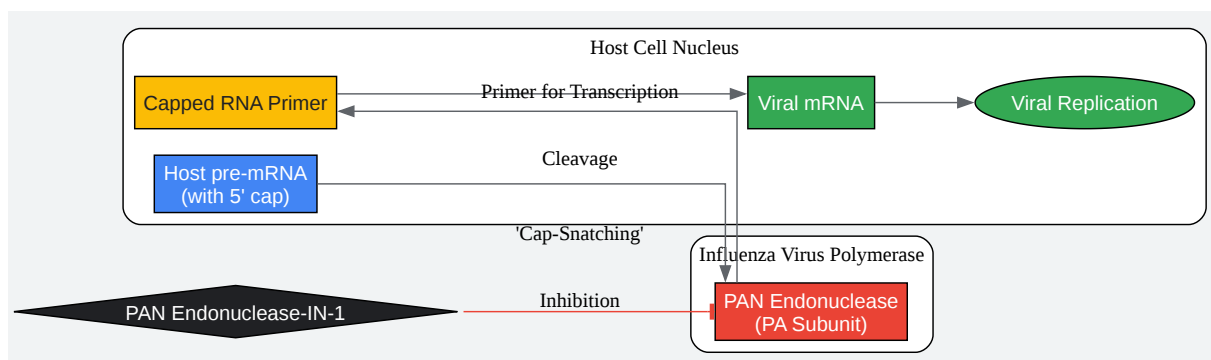 Host Cell Nucleus
Capped RNA Primer
Primer for Transcription
Viral mRNA
Viral Replication
Cleavage
Host pre-mRNA
(with 5' cap)
'Cap-Snatching'
Influenza Virus Polymerase
PAN Endonuclease-IN-1
Inhibition
PAN Endonuclease
(PA Subunit)